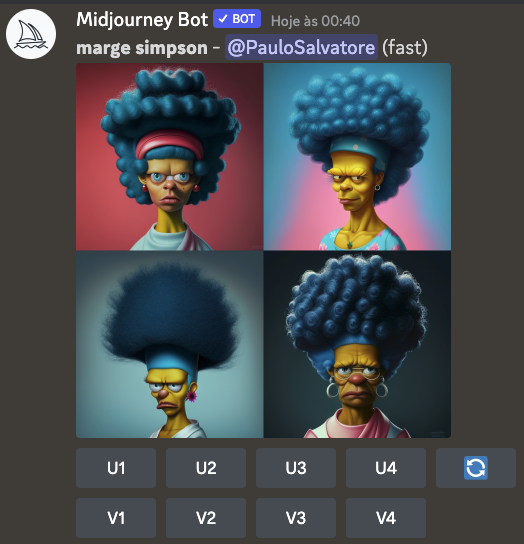 Midjourney Bot ✓ BOT Hoje às 00:40
marge simpson - @PauloSalvatore (fast)
U1 U2 U3 U4
V1 V2 V3 V4